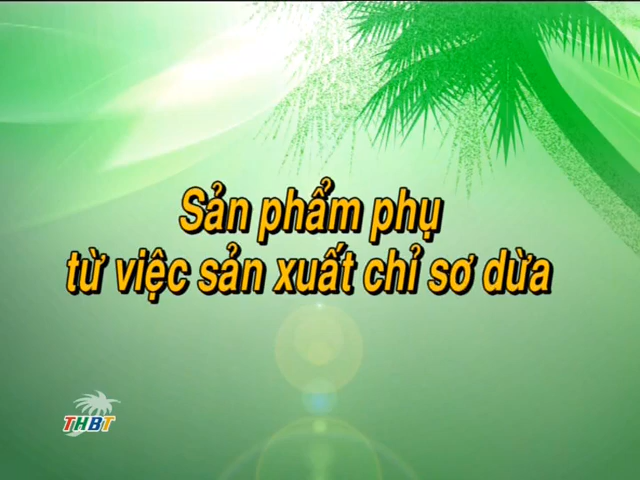 Sản phẩm phụ
từ việc sản xuất chỉ sơ dừa
THBT